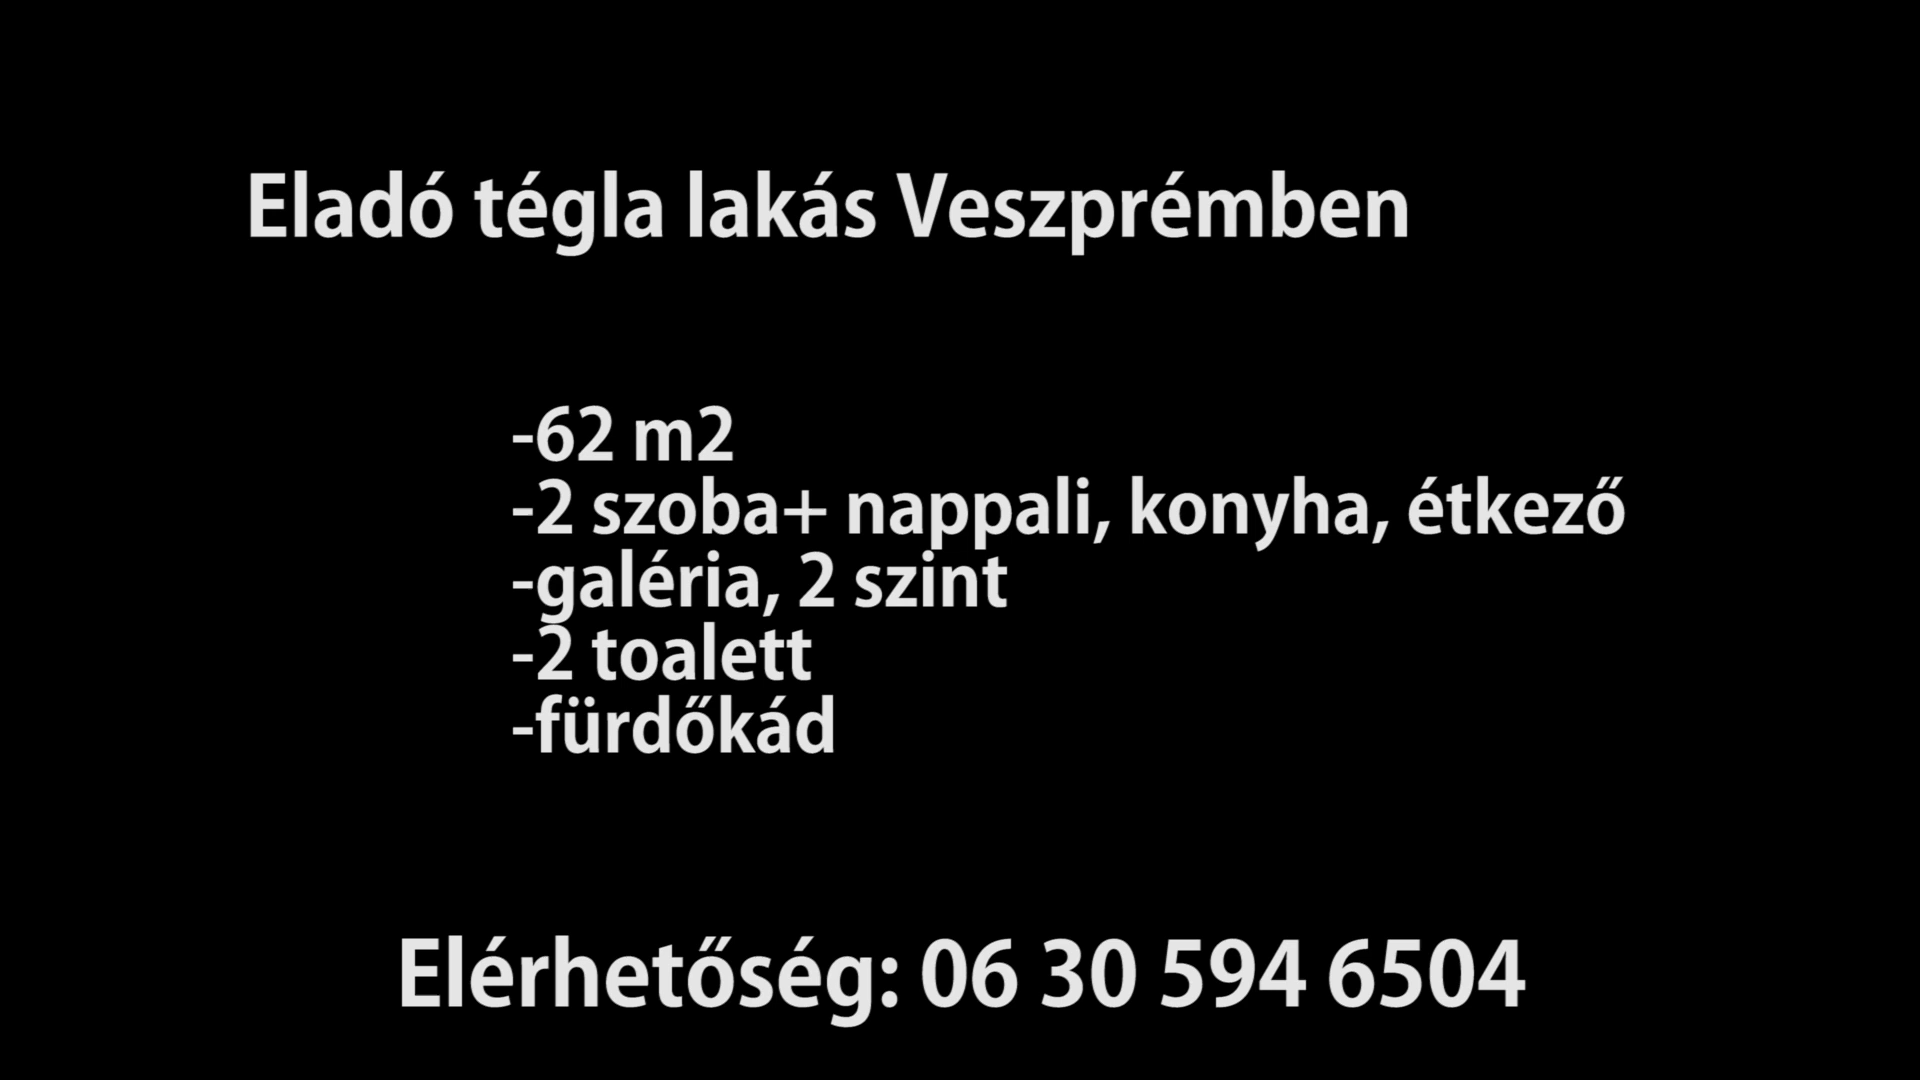 Eladó tégla lakás Veszprémben
-62 m2
-2 szoba+ nappali, konyha, étkező
-galéria, 2 szint
-2 toalett
-fürdőkád
Elérhetőség: 06 30 594 6504